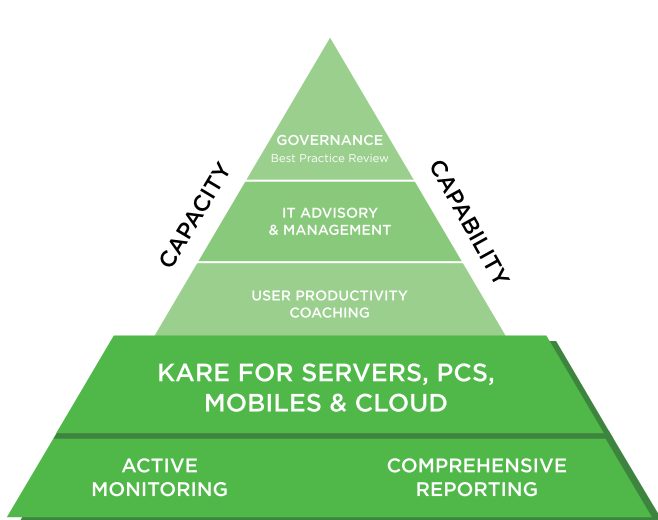 GOVERNANCE
Best Practice Review
CAPACITY
CAPABILITY
IT ADVISORY
& MANAGEMENT
USER PRODUCTIVITY
COACHING
KARE FOR SERVERS, PCS,
MOBILES & CLOUD
ACTIVE
MONITORING
COMPREHENSIVE
REPORTING